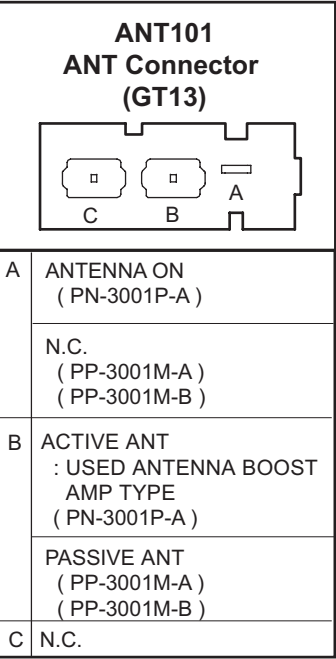 ANT101
ANT Connector
(GT13)
A
C B
A ANTENNA ON
( PN-3001P-A )
N.C.
( PP-3001M-A )
( PP-3001M-B )
B ACTIVE ANT
: USED ANTENNA BOOST
AMP TYPE
( PN-3001P-A )
PASSIVE ANT
( PP-3001M-A )
( PP-3001M-B )
C N.C.